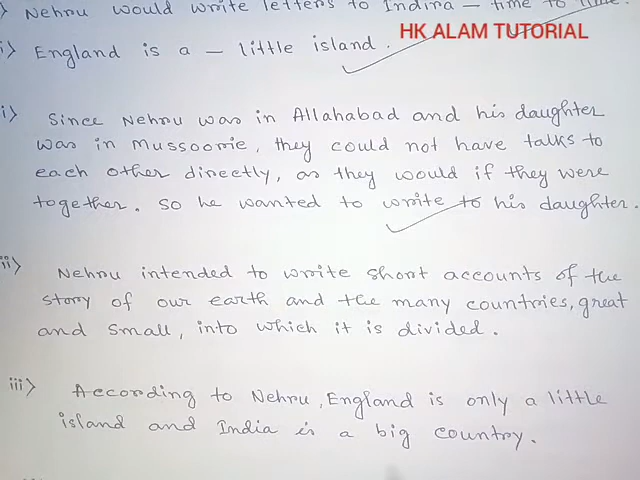 > Nehru would write letters to Indira — time to time.
i> England is a — little island.
HK ALAM TUTORIAL
i> Since Nehru was in Allahabad and his daughter
was in Mussoorie, they could not have talks to
each other directly, as they would if they were
together. So he wanted to write to his daughter.
ii> Nehru intended to write short accounts of the
story of our earth and the many countries, great
and small, into which it is divided.
iii> According to Nehru, England is only a little
island and India is a big country.